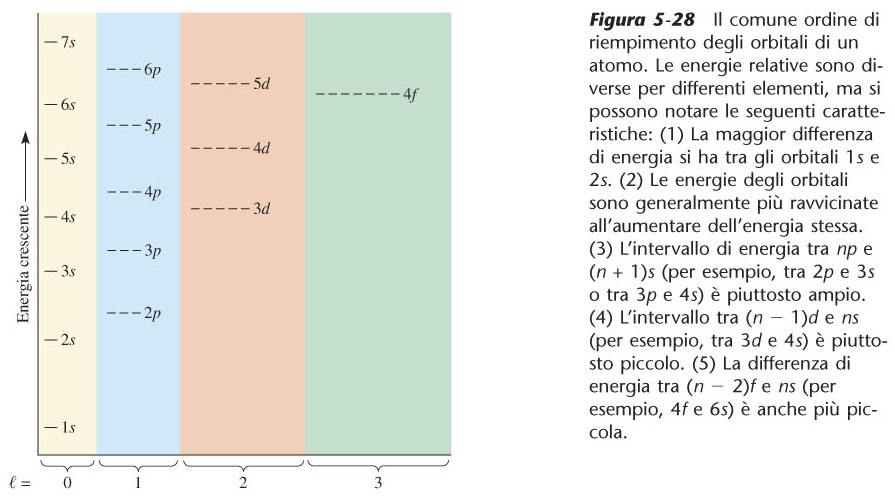 7s
6p
5d
4f
6s
5p
5s
4d
4p
4s
3d
3p
3s
2p
2s
1s
Energia crescente
ℓ = 0 1 2 3
Figura 5-28 Il comune ordine di
riempimento degli orbitali di un
atomo. Le energie relative sono di-
verse per differenti elementi, ma si
possono notare le seguenti caratte-
ristiche: (1) La maggior differenza
di energia si ha tra gli orbitali 1s e
2s. (2) Le energie degli orbitali
sono generalmente più ravvicinate
all'aumentare dell'energia stessa.
(3) L'intervallo di energia tra np e
(n + 1)s (per esempio, tra 2p e 3s
o tra 3p e 4s) è piuttosto ampio.
(4) L'intervallo tra (n − 1)d e ns
(per esempio, tra 3d e 4s) è piutto-
sto piccolo. (5) La differenza di
energia tra (n − 2)f e ns (per
esempio, 4f e 6s) è anche più pic-
cola.